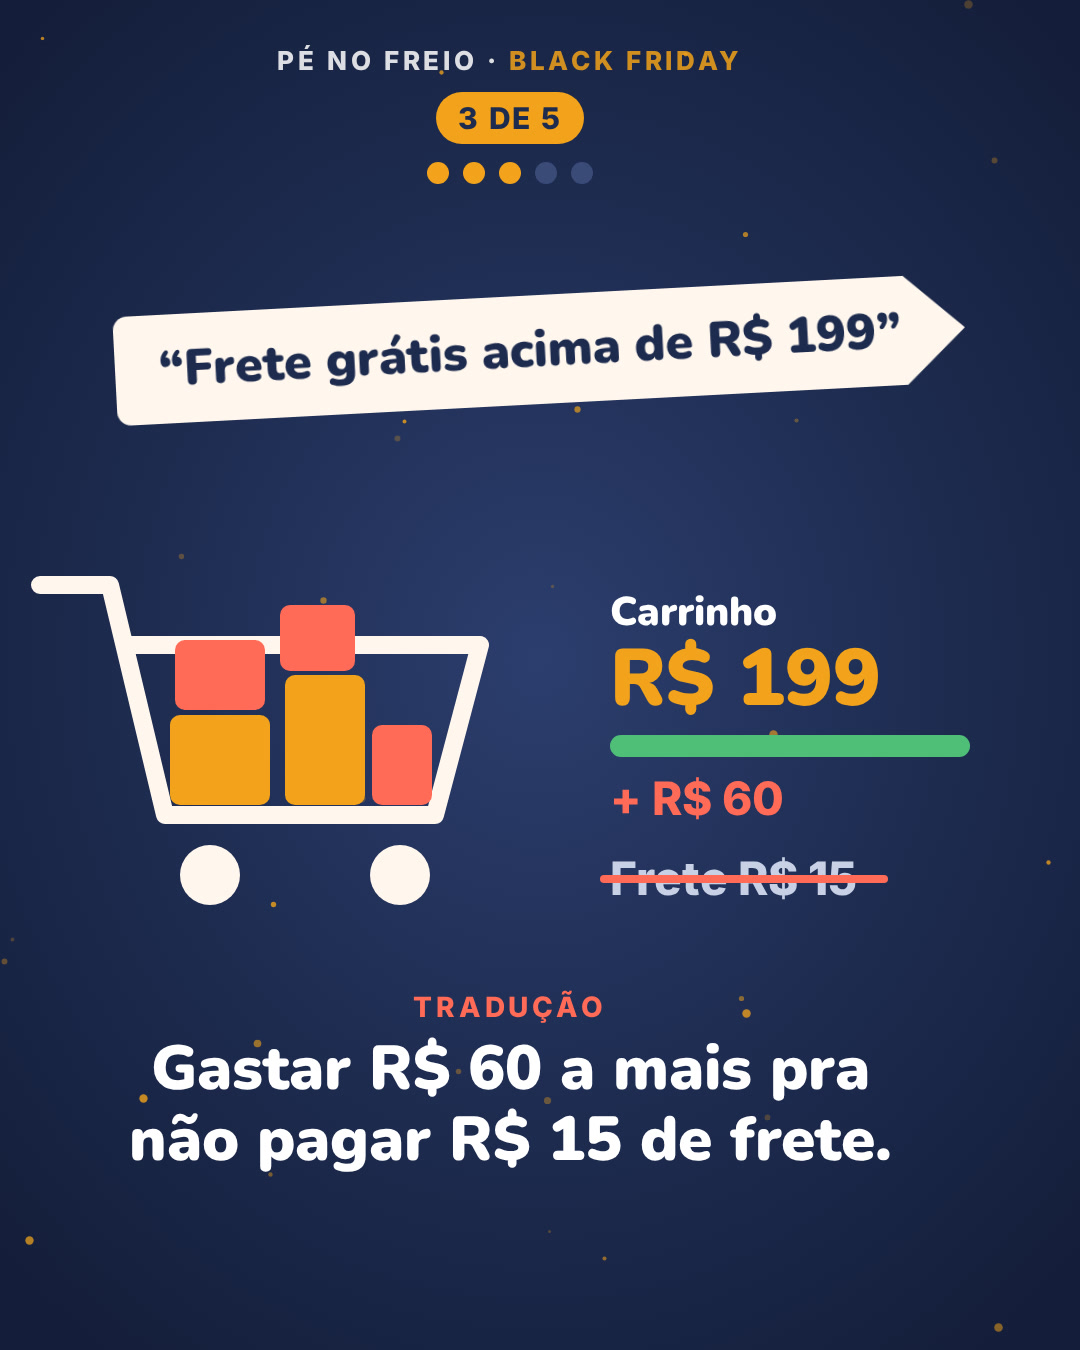 PÉ NO FREIO · BLACK FRIDAY
3 DE 5
“Frete grátis acima de R$ 199”
Carrinho
R$ 199
+ R$ 60
Frete R$ 15
TRADUÇÃO
Gastar R$ 60 a mais pra
não pagar R$ 15 de frete.